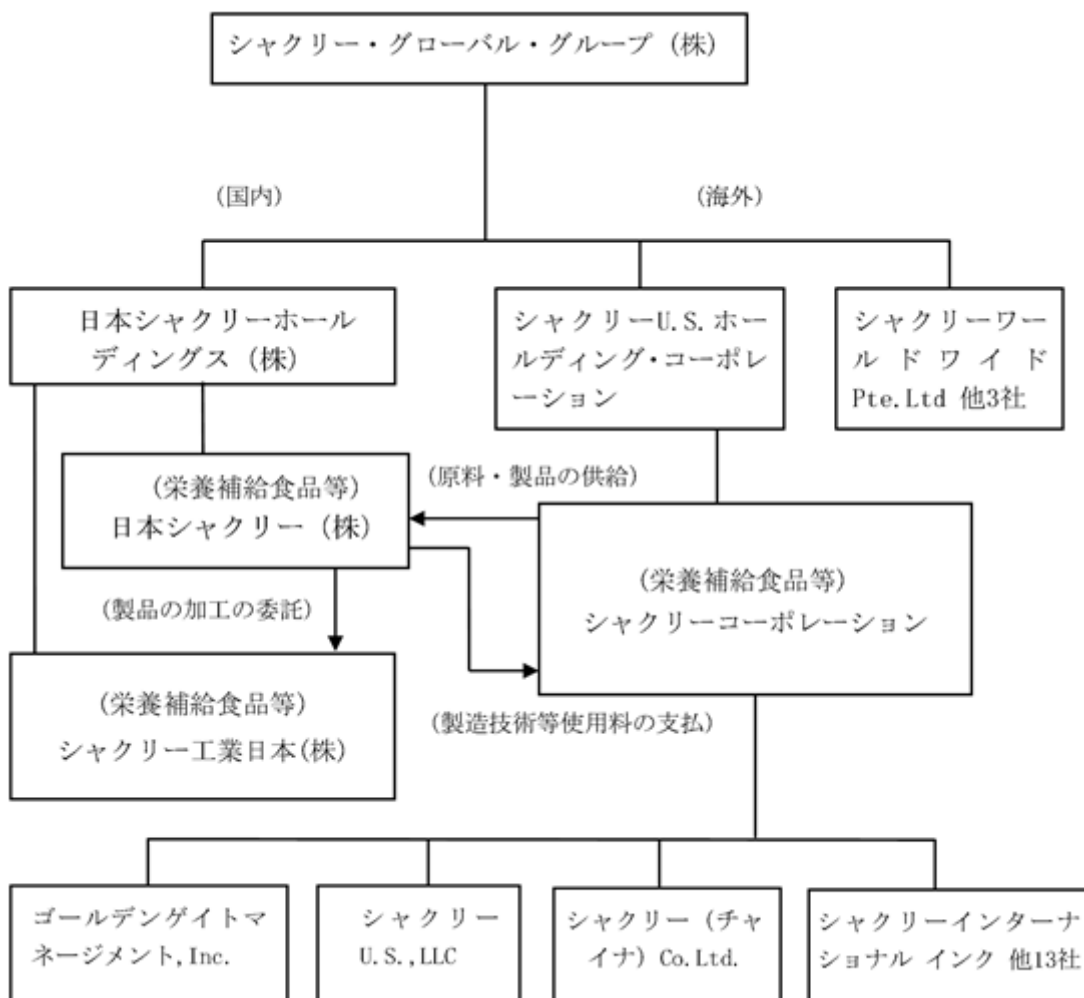 シャクリー・グローバル・グループ (株)
(国内)
(海外)
日本シャクリーホール
ディングス (株)
シャクリーU.S.ホー
ルディング・コーポレ
ーション
シャクリーワー
ルドワイド
Pte.Ltd 他3社
(栄養補給食品等)
日本シャクリー (株)
(原料・製品の供給)
(栄養補給食品等)
シャクリーコーポレーション
(製品の加工の委託)
(栄養補給食品等)
シャクリー工業日本(株)
(製造技術等使用料の支払)
ゴールデンゲイトマ
ネージメント,Inc.
シャクリー
U.S.,LLC
シャクリー (チャ
イナ) Co.Ltd.
シャクリーインターナ
ショナル インク 他13社